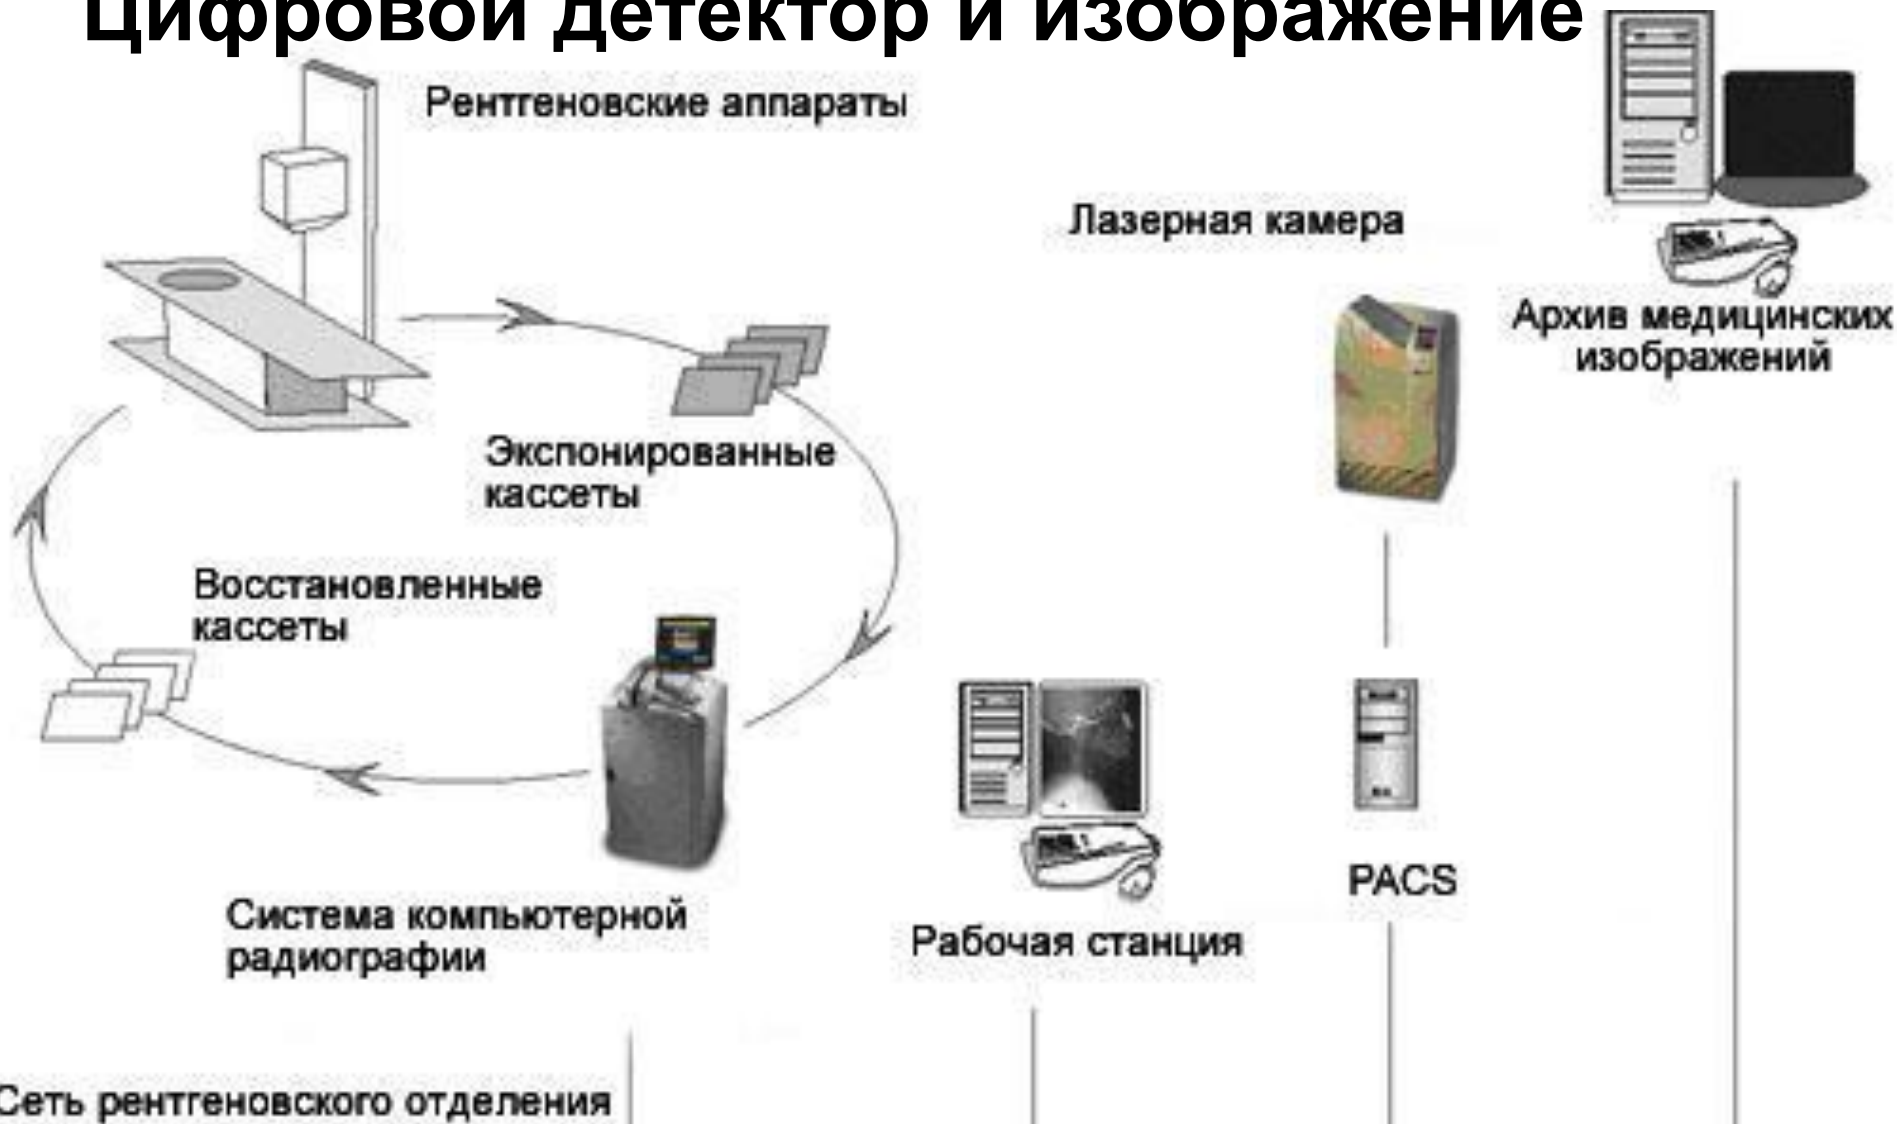 Цифровой детектор и изображение
Рентгеновские аппараты
Лазерная камера
Архив медицинских
изображений
Экспонированные
кассеты
Восстановленные
кассеты
PACS
Система компьютерной
радиографии
Рабочая станция
Сеть рентгеновского отделения